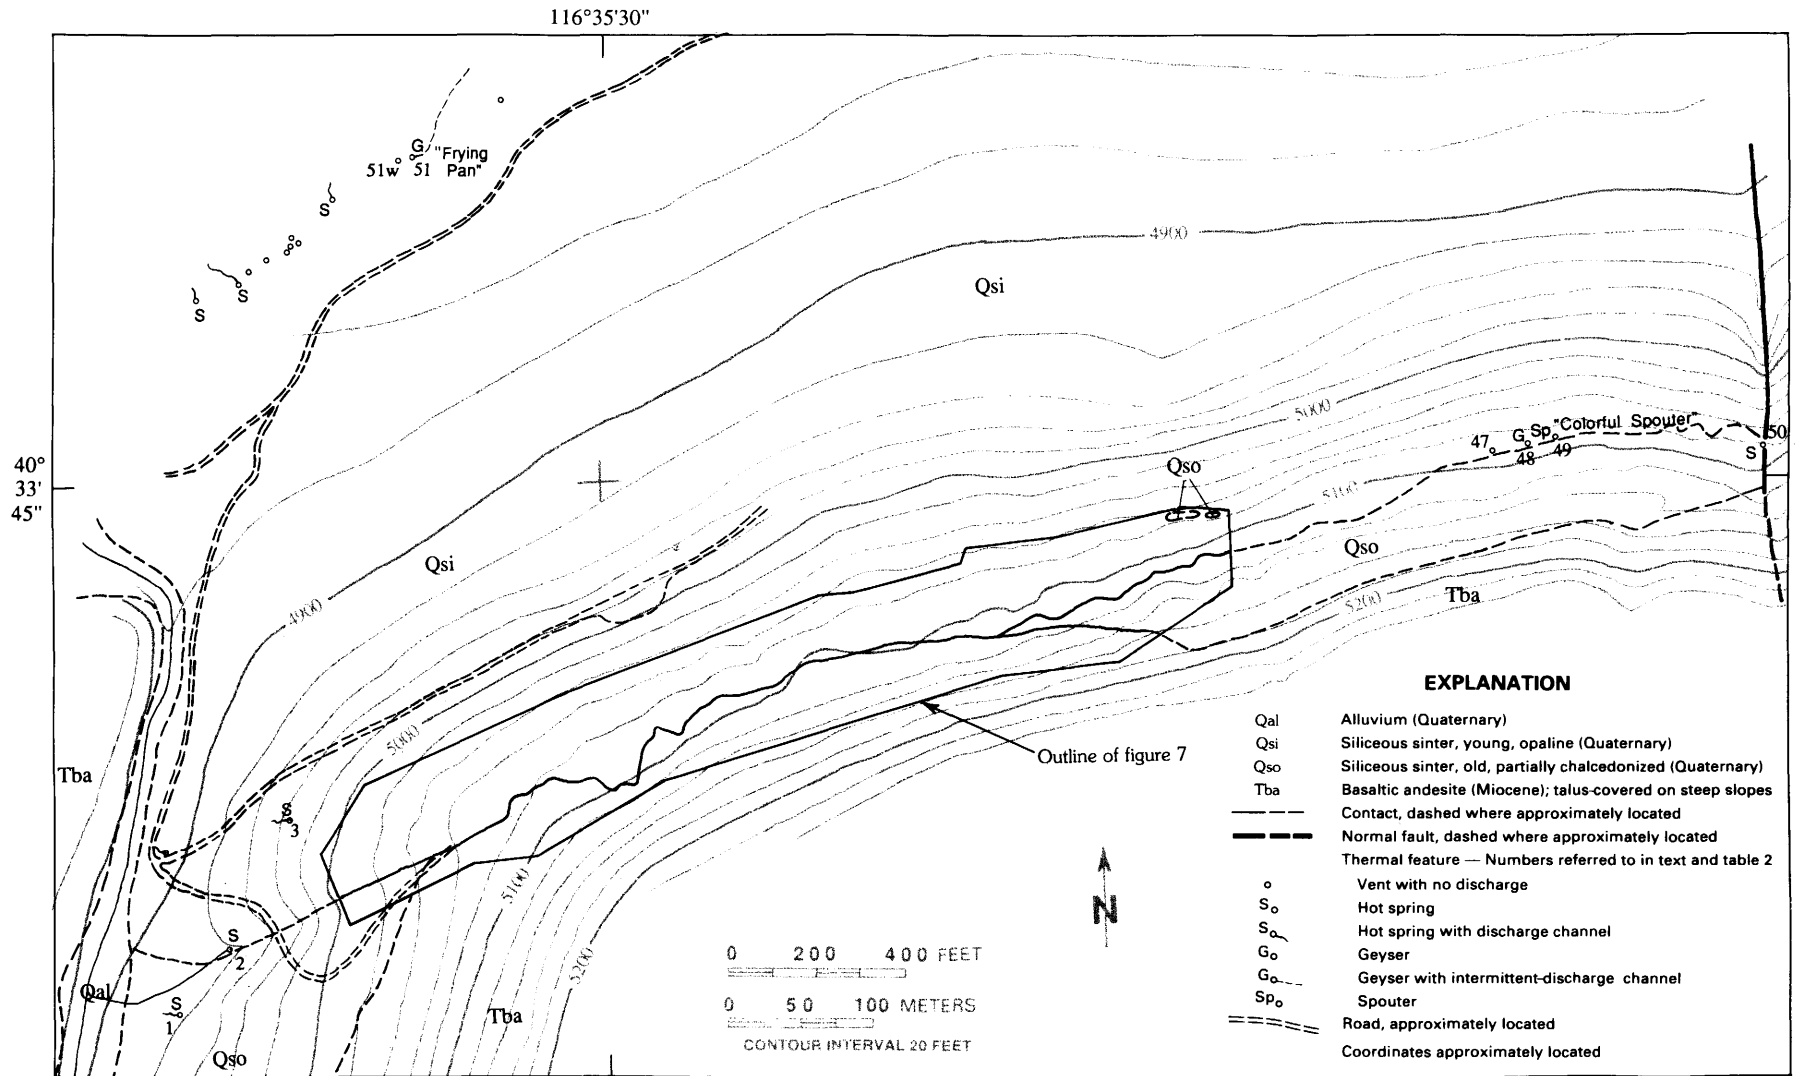 116°35'30"
G "Frying
51w 51 Pan"
S
S
S
4900
Qsi
5000
47 G Sp "Colorful Spouter"
48 49
50
S
40°
33'
45"
Qso
5100
Qso
Qsi
4900
5200
Tba
Outline of figure 7
5000
Tba
S
3
5100
S
2
5200
Qal
S
1
Qso
Tba
N
0 200 400 FEET
0 50 100 METERS
CONTOUR INTERVAL 20 FEET
EXPLANATION
Qal Alluvium (Quaternary)
Qsi Siliceous sinter, young, opaline (Quaternary)
Qso Siliceous sinter, old, partially chalcedonized (Quaternary)
Tba Basaltic andesite (Miocene); talus-covered on steep slopes
Contact, dashed where approximately located
Normal fault, dashed where approximately located
Thermal feature — Numbers referred to in text and table 2
Vent with no discharge
S Hot spring
S Hot spring with discharge channel
G Geyser
G Geyser with intermittent-discharge channel
Sp Spouter
Road, approximately located
Coordinates approximately located